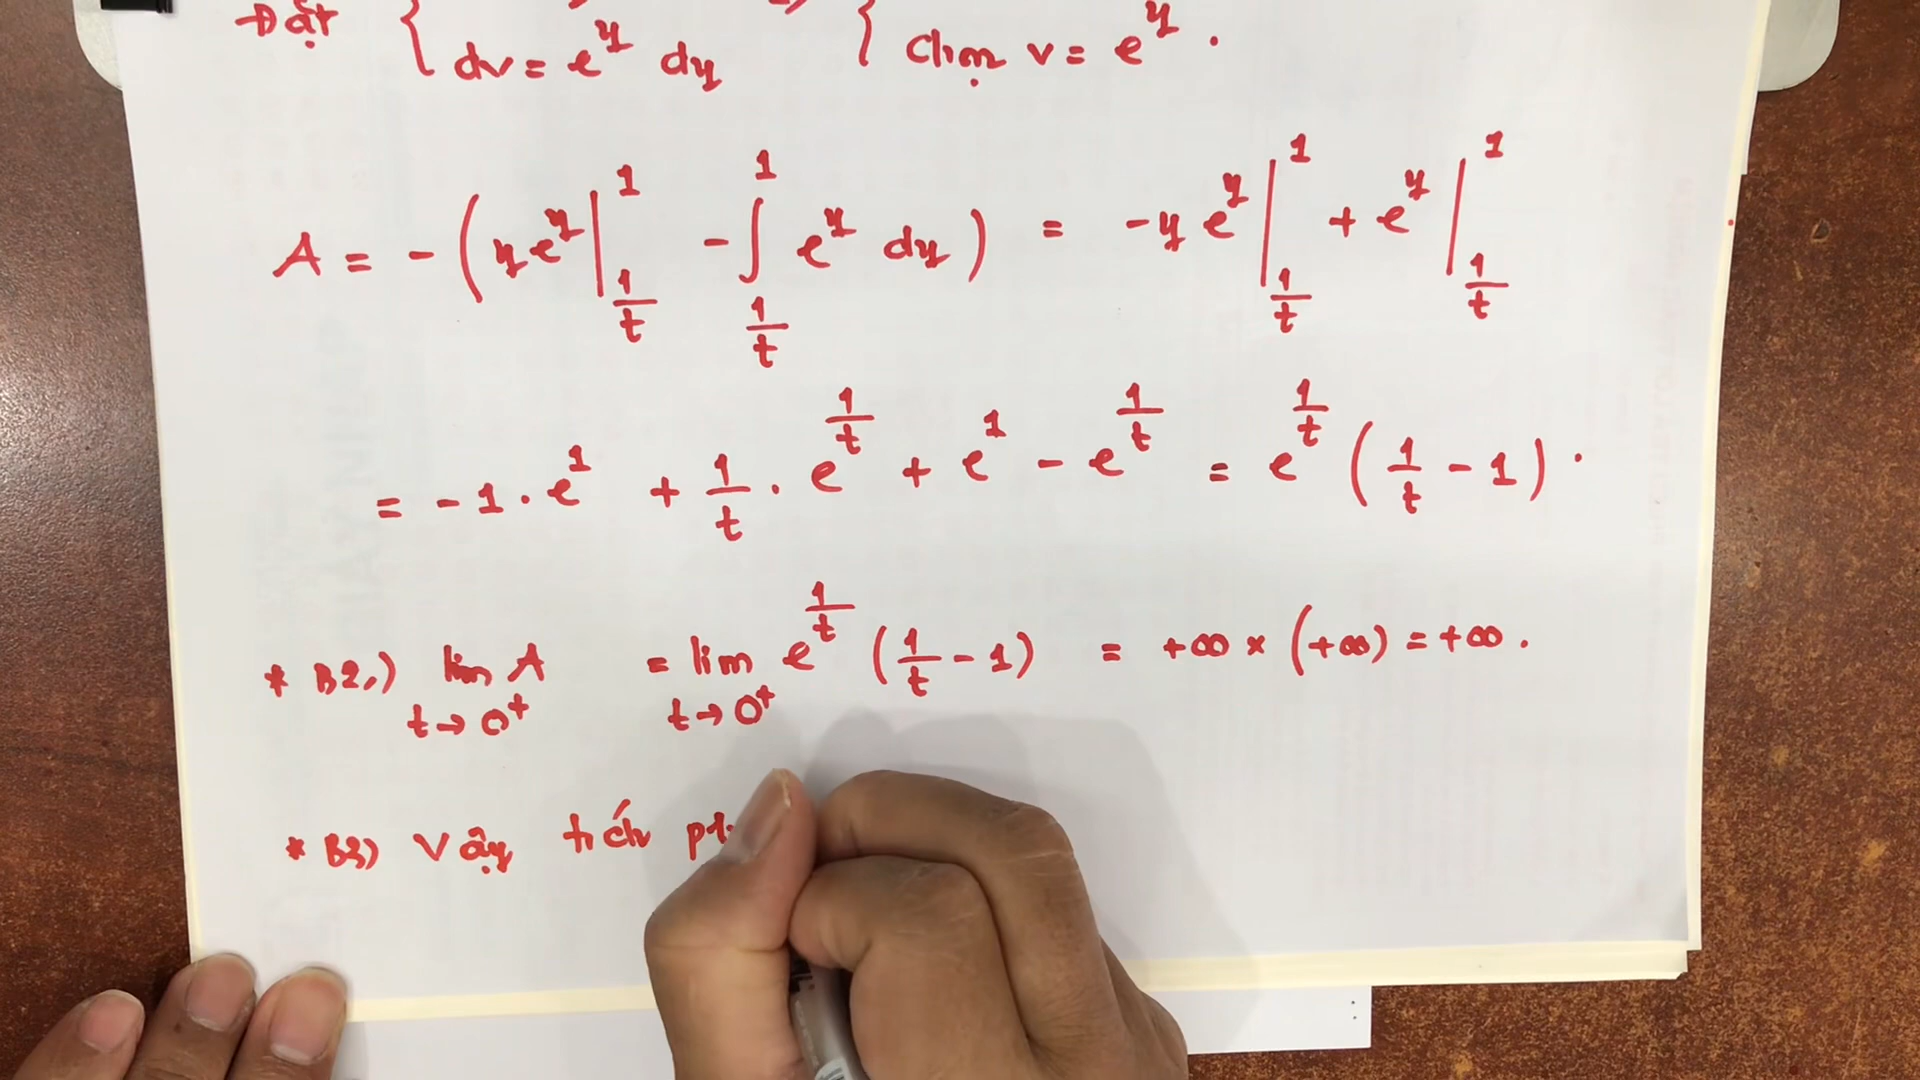 Đặt { dv = e^y dy { Chọn v = e^y .
A = - ( y e^y |_{1/t}^{1} - ∫_{1/t}^{1} e^y dy ) = - y e^y |_{1/t}^{1} + e^y |_{1/t}^{1}
= - 1 . e^1 + 1/t . e^{1/t} + e^1 - e^{1/t} = e^{1/t} ( 1/t - 1 ) .
* B2,) lim_{t→0^+} A = lim_{t→0^+} e^{1/t} ( 1/t - 1 ) = +∞ × (+∞) = +∞ .
* B3) Vậy tích